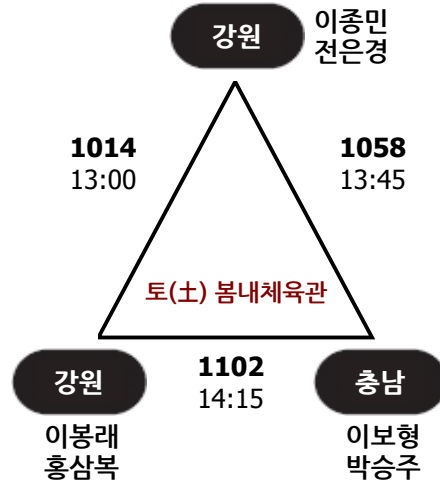 강원
이종민
전은경
1014
13:00
1058
13:45
토(土) 봄내체육관
강원
이봉래
홍삼복
1102
14:15
충남
이보형
박승주